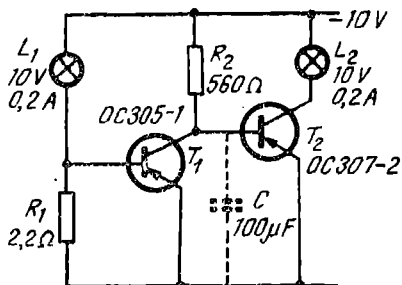 -10V
L1
10V
0,2A
R2
560Ω
L2
10V
0,2A
OC305-1
T1
T2
OC307-2
R1
2,2Ω
C
100µF